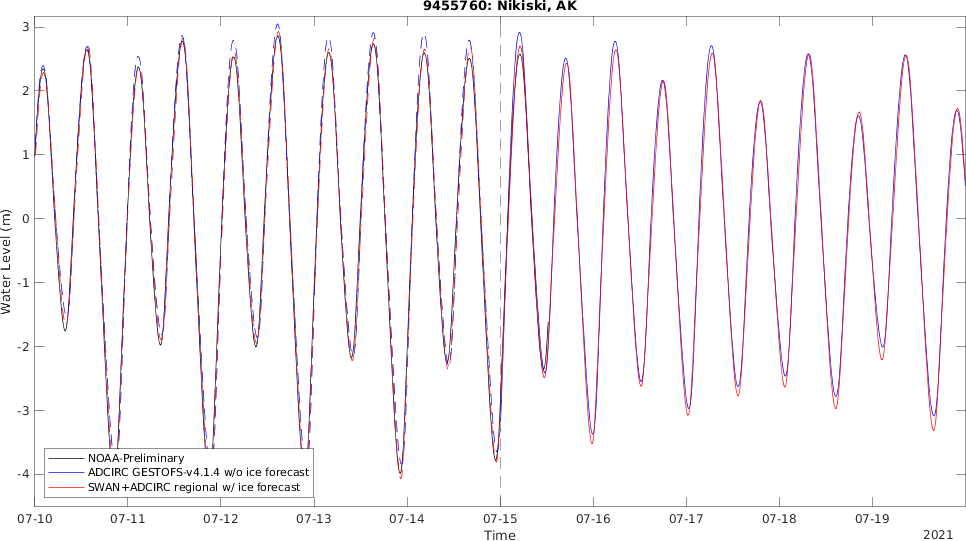 9455760: Nikiski, AK
3
2
1
0
-1
-2
-3
-4
Water Level (m)
NOAA-Preliminary
ADCIRC GESTOFS-v4.1.4 w/o ice forecast
SWAN+ADCIRC regional w/ ice forecast
07-10 07-11 07-12 07-13 07-14 07-15 07-16 07-17 07-18 07-19
Time
2021